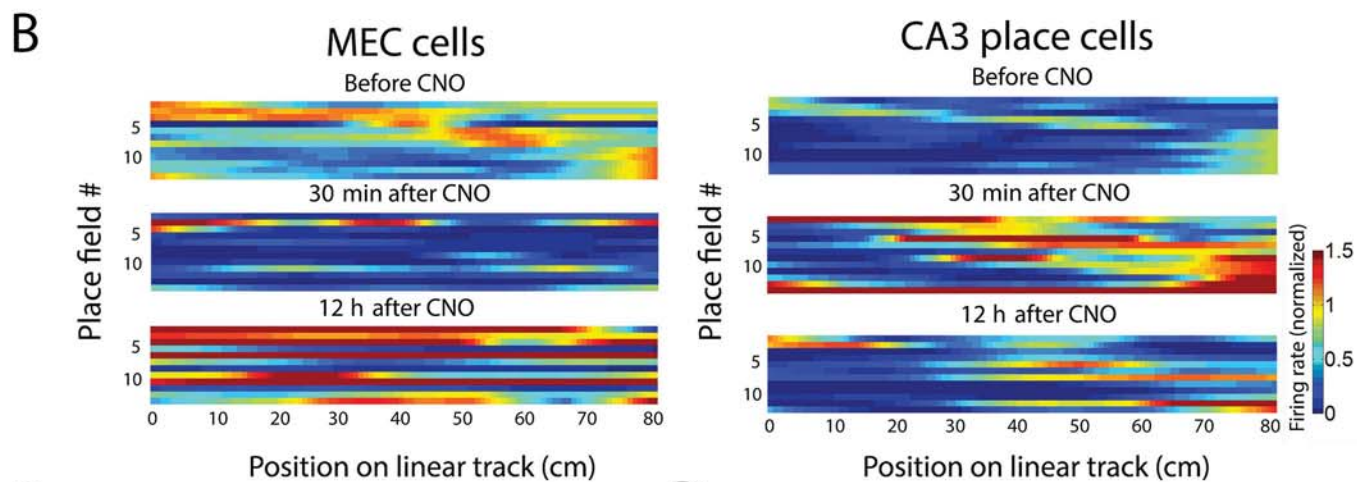 B
MEC cells
Before CNO
5
10
30 min after CNO
5
10
12 h after CNO
5
10
0 10 20 30 40 50 60 70 80
Place field #
Position on linear track (cm)
CA3 place cells
Before CNO
5
10
30 min after CNO
5
10
12 h after CNO
5
10
0 10 20 30 40 50 60 70 80
Place field #
Position on linear track (cm)
1.5
1
0.5
0
Firing rate (normalized)